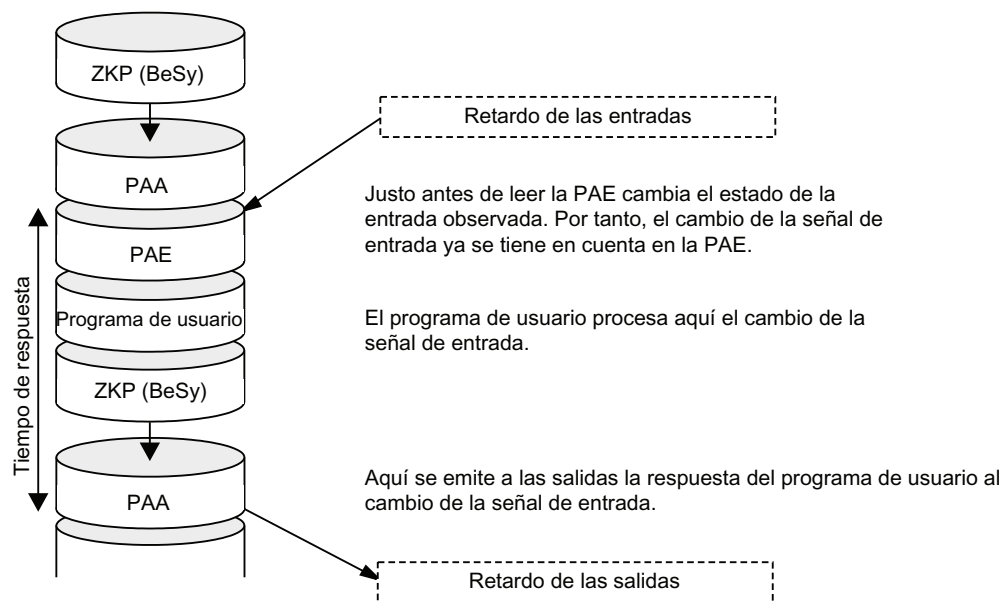 ZKP (BeSy)
Retardo de las entradas
PAA
Justo antes de leer la PAE cambia el estado de la
entrada observada. Por tanto, el cambio de la señal de
entrada ya se tiene en cuenta en la PAE.
PAE
Tiempo de respuesta
Programa de usuario
El programa de usuario procesa aquí el cambio de la
señal de entrada.
ZKP (BeSy)
PAA
Aquí se emite a las salidas la respuesta del programa de usuario al
cambio de la señal de entrada.
Retardo de las salidas